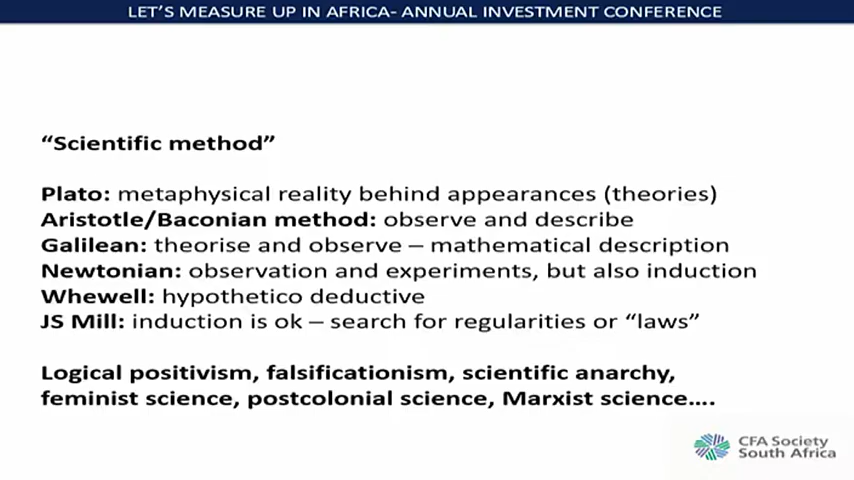 LET'S MEASURE UP IN AFRICA- ANNUAL INVESTMENT CONFERENCE
“Scientific method”
Plato: metaphysical reality behind appearances (theories)
Aristotle/Baconian method: observe and describe
Galilean: theorise and observe – mathematical description
Newtonian: observation and experiments, but also induction
Whewell: hypothetico deductive
JS Mill: induction is ok – search for regularities or “laws”
Logical positivism, falsificationism, scientific anarchy,
feminist science, postcolonial science, Marxist science....
CFA Society
South Africa